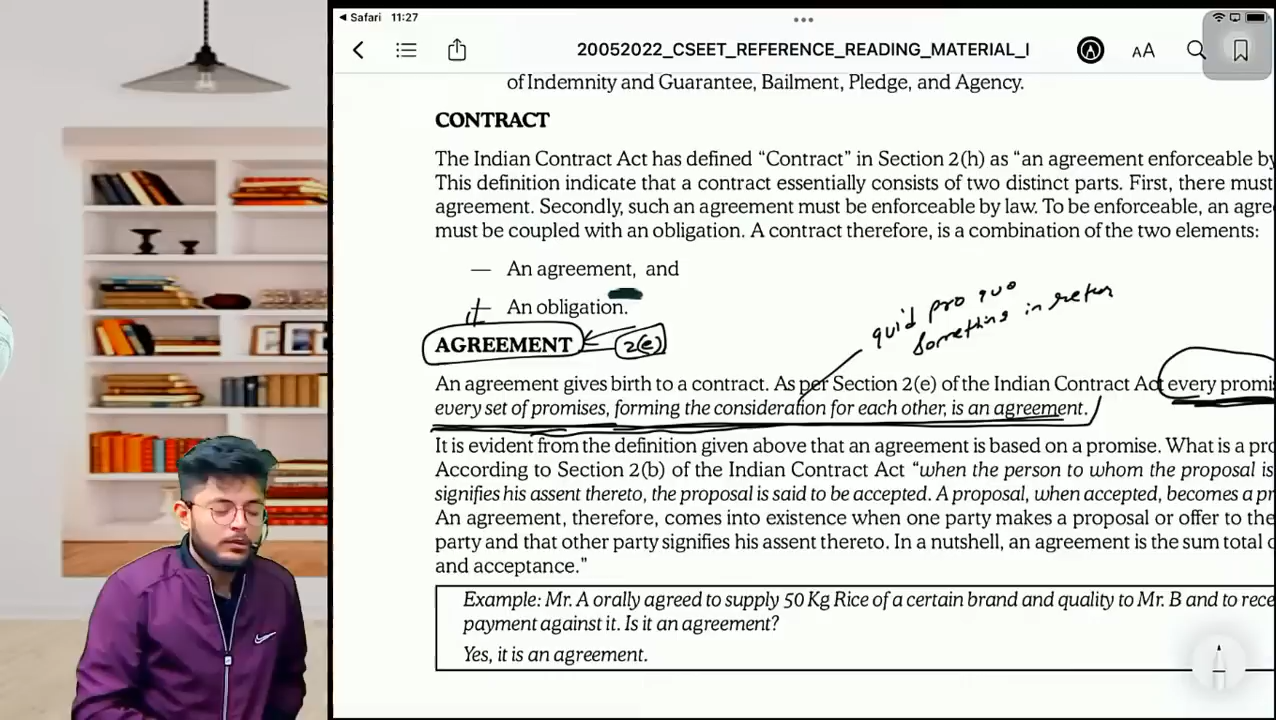 Safari 11:27
20052022_CSEET_REFERENCE_READING_MATERIAL_I
AA
of Indemnity and Guarantee, Bailment, Pledge, and Agency.
CONTRACT
The Indian Contract Act has defined “Contract” in Section 2(h) as “an agreement enforceable by
This definition indicate that a contract essentially consists of two distinct parts. First, there must
agreement. Secondly, such an agreement must be enforceable by law. To be enforceable, an agre
must be coupled with an obligation. A contract therefore, is a combination of the two elements:
— An agreement, and
An obligation.
quid pro quo
something in return
AGREEMENT 2(e)
An agreement gives birth to a contract. As per Section 2(e) of the Indian Contract Act every promis
every set of promises, forming the consideration for each other, is an agreement.
It is evident from the definition given above that an agreement is based on a promise. What is a pro
According to Section 2(b) of the Indian Contract Act “when the person to whom the proposal is
signifies his assent thereto, the proposal is said to be accepted. A proposal, when accepted, becomes a pr
An agreement, therefore, comes into existence when one party makes a proposal or offer to the
party and that other party signifies his assent thereto. In a nutshell, an agreement is the sum total o
and acceptance.”
Example: Mr. A orally agreed to supply 50 Kg Rice of a certain brand and quality to Mr. B and to rece
payment against it. Is it an agreement?
Yes, it is an agreement.